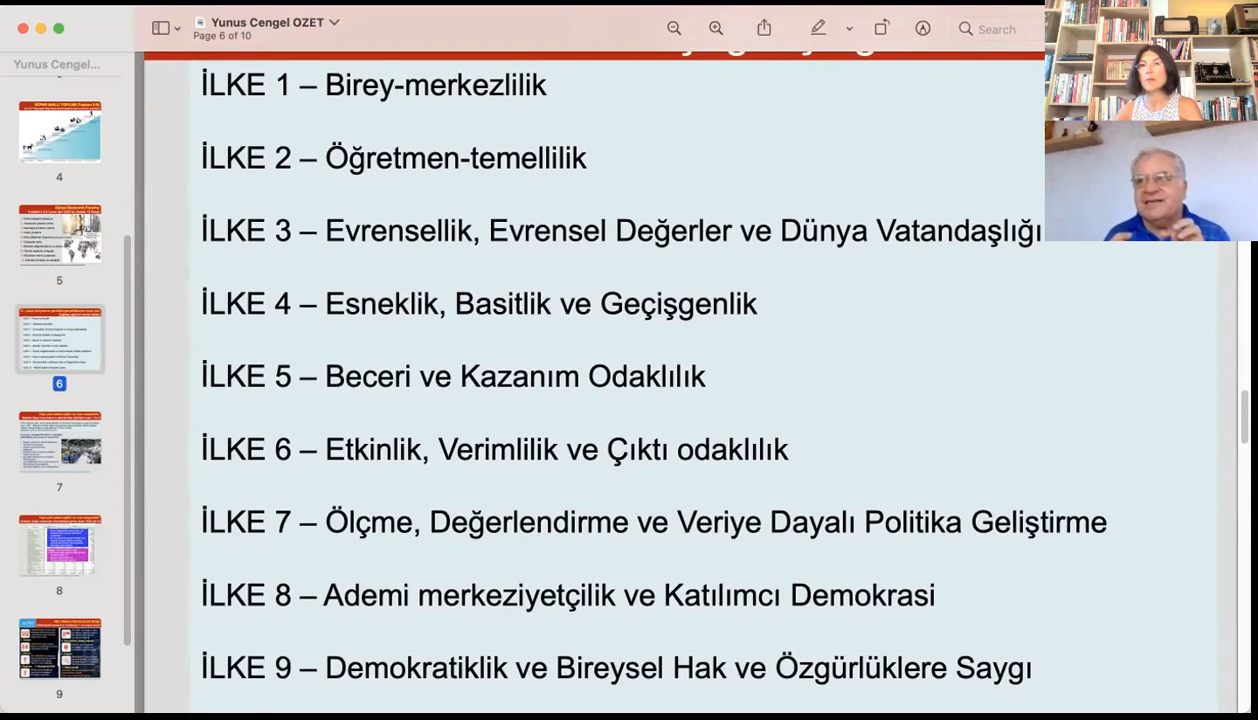 Yunus Cengel OZET
Page 6 of 10
Search
Yunus Cengel...
4
5
6
7
8
9
İLKE 1 – Birey-merkezlilik
İLKE 2 – Öğretmen-temellilik
İLKE 3 – Evrensellik, Evrensel Değerler ve Dünya Vatandaşlığı
İLKE 4 – Esneklik, Basitlik ve Geçişgenlik
İLKE 5 – Beceri ve Kazanım Odaklılık
İLKE 6 – Etkinlik, Verimlilik ve Çıktı odaklılık
İLKE 7 – Ölçme, Değerlendirme ve Veriye Dayalı Politika Geliştirme
İLKE 8 – Ademi merkeziyetçilik ve Katılımcı Demokrasi
İLKE 9 – Demokratiklik ve Bireysel Hak ve Özgürlüklere Saygı